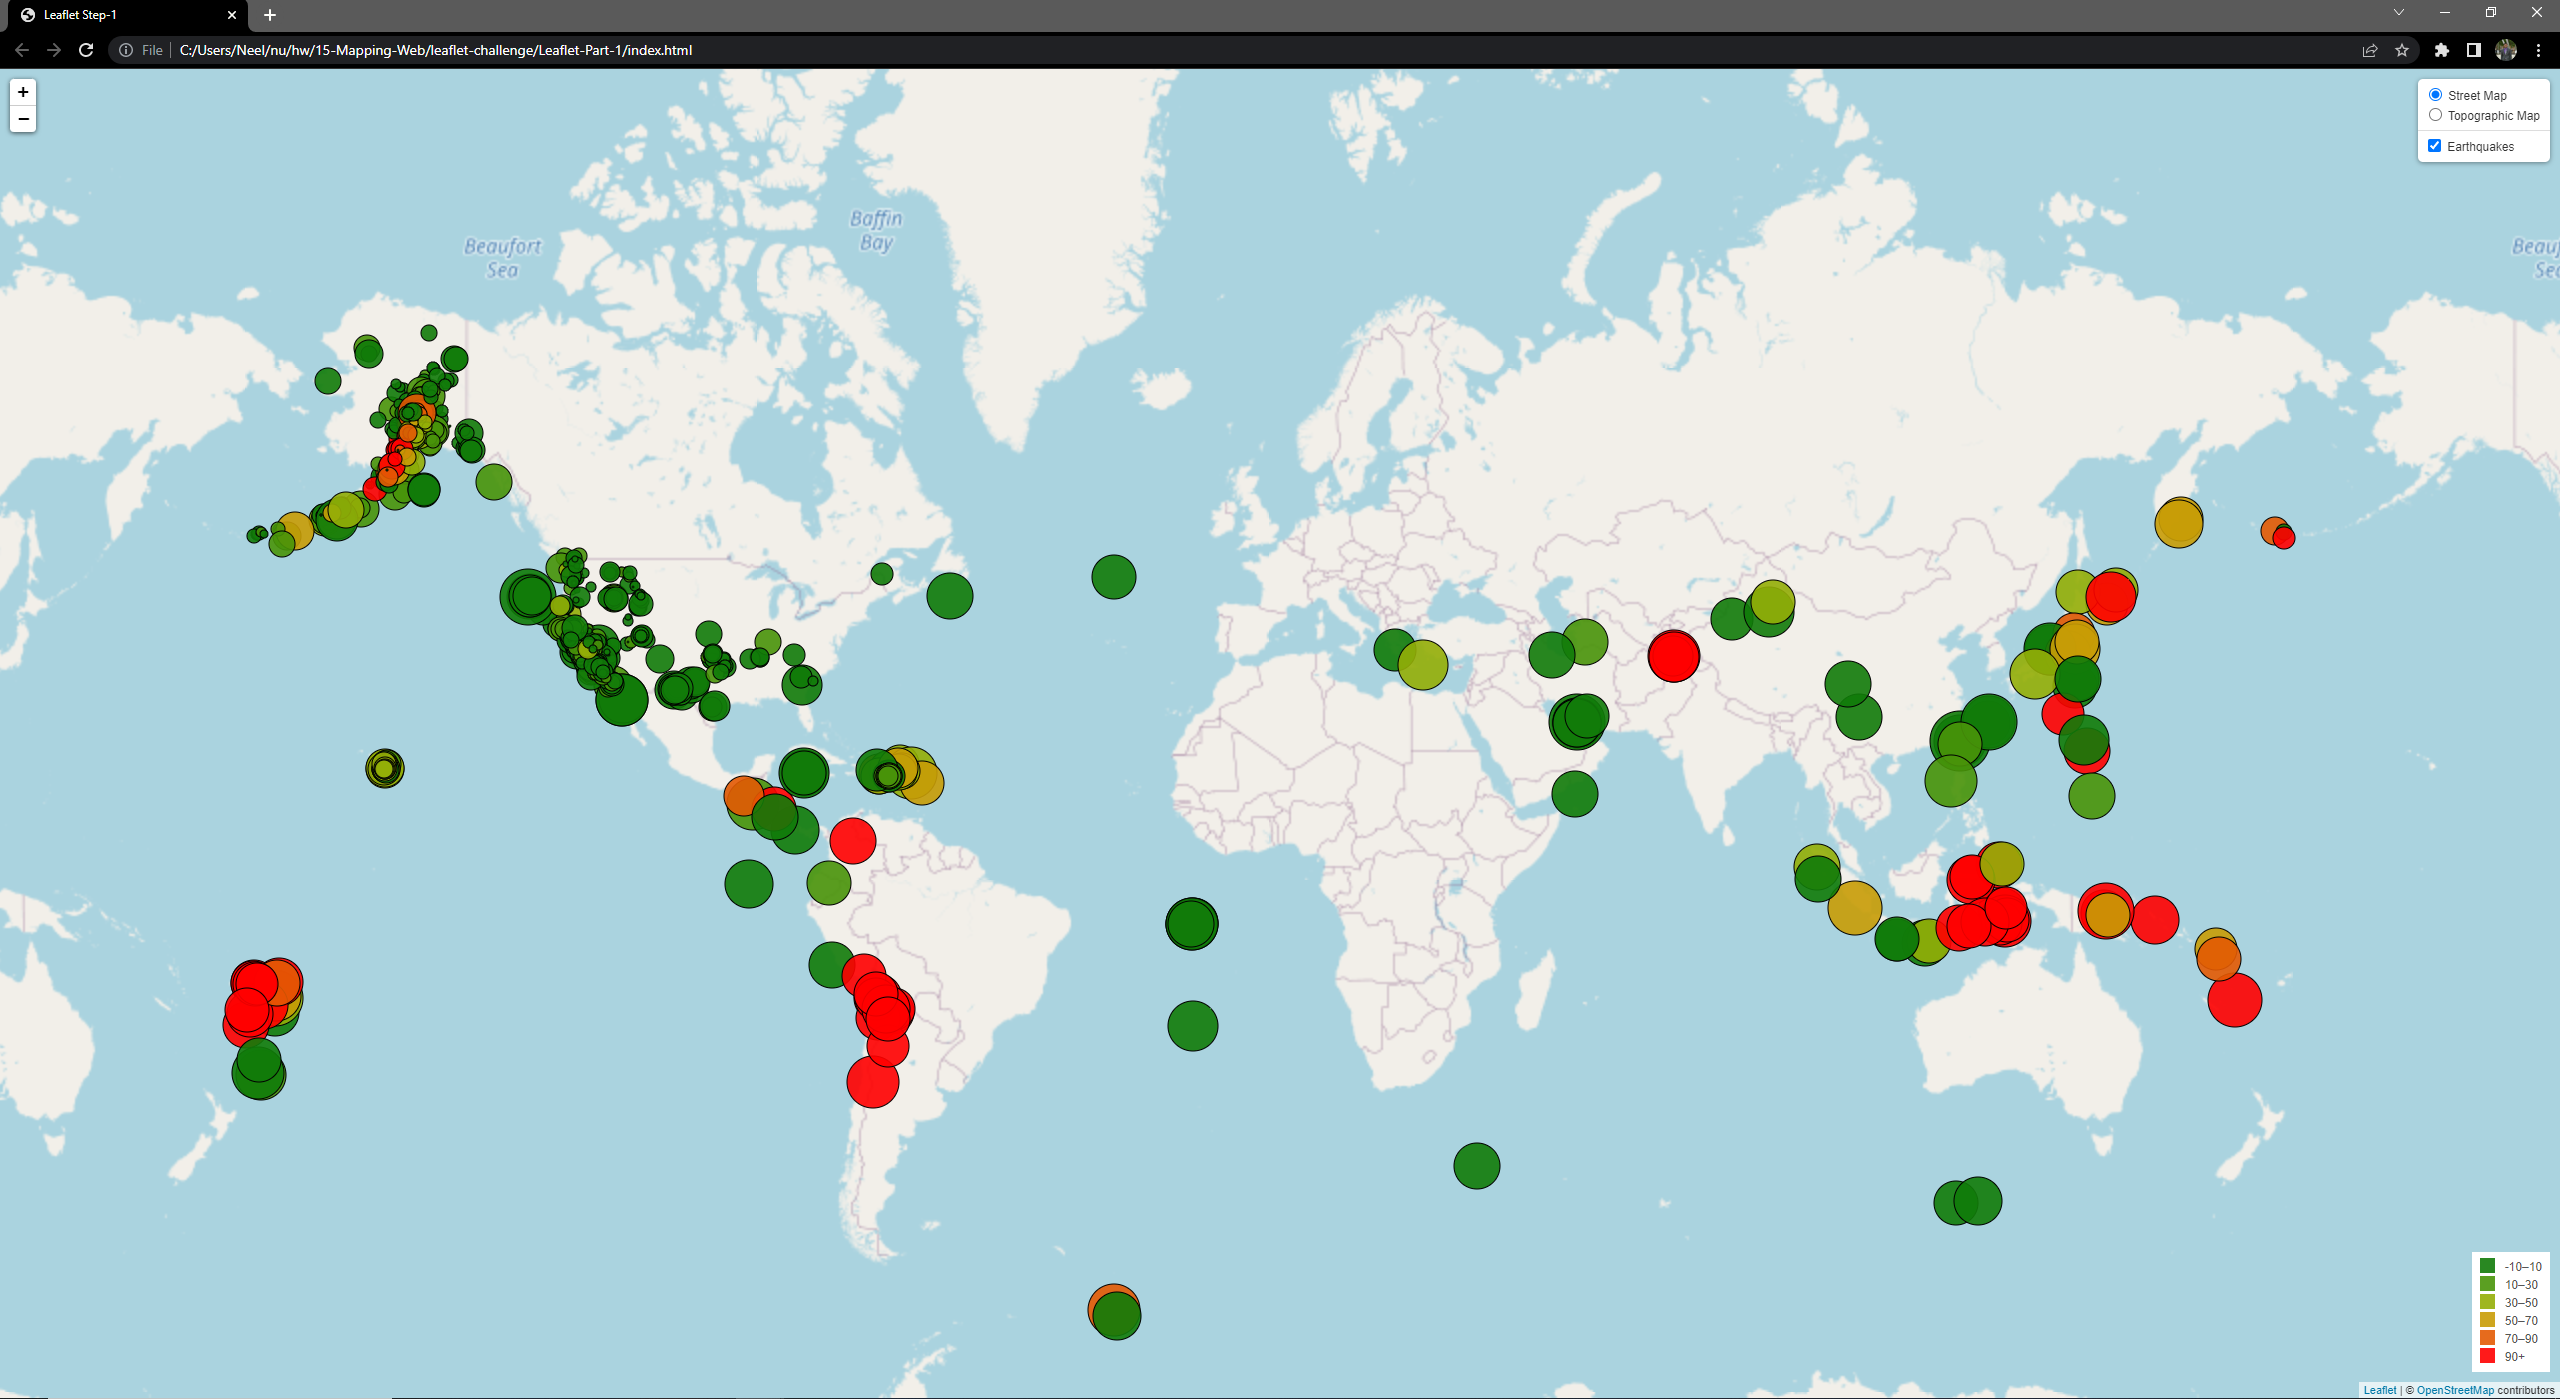 Leaflet Step-1
File
C:/Users/Neel/nu/hw/15-Mapping-Web/leaflet-challenge/Leaflet-Part-1/index.html
+
−
Street Map
Topographic Map
Earthquakes
Baffin
Bay
Beaufort
Sea
Beauf
Sea
-10–10
10–30
30–50
50–70
70–90
90+
Leaflet | © OpenStreetMap contributors